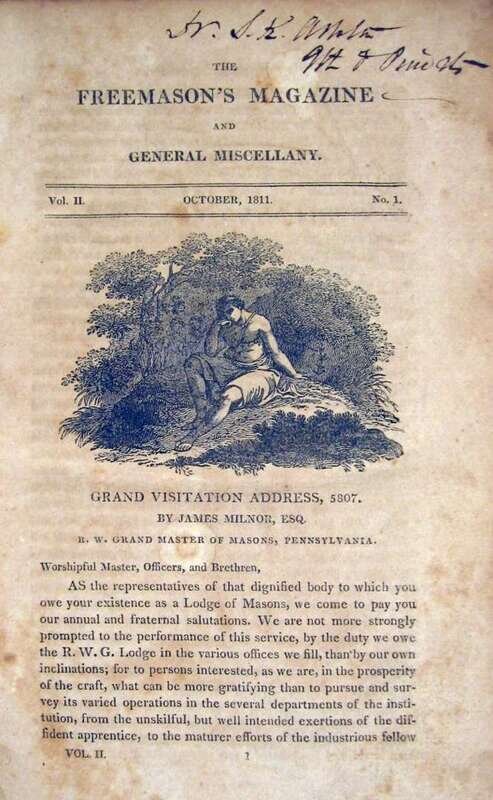 Dr. S. K. Ashton
9th &
THE
FREEMASON'S MAGAZINE
AND
GENERAL MISCELLANY.
Vol. II. OCTOBER, 1811. No. 1.
GRAND VISITATION ADDRESS, 5807.
BY JAMES MILNOR, ESQ.
R. W. GRAND MASTER OF MASONS, PENNSYLVANIA.
Worshipful Master, Officers, and Brethren,
AS the representatives of that dignified body to which you
owe your existence as a Lodge of Masons, we come to pay you
our annual and fraternal salutations. We are not more strongly
prompted to the performance of this service, by the duty we owe
the R. W. G. Lodge in the various offices we fill, than by our own
inclinations; for to persons interested, as we are, in the prosperity
of the craft, what can be more gratifying than to pursue and sur-
vey its varied operations in the several departments of the insti-
tution, from the unskilful, but well intended exertions of the dif-
fident apprentice, to the maturer efforts of the industrious fellow
VOL. II. 1